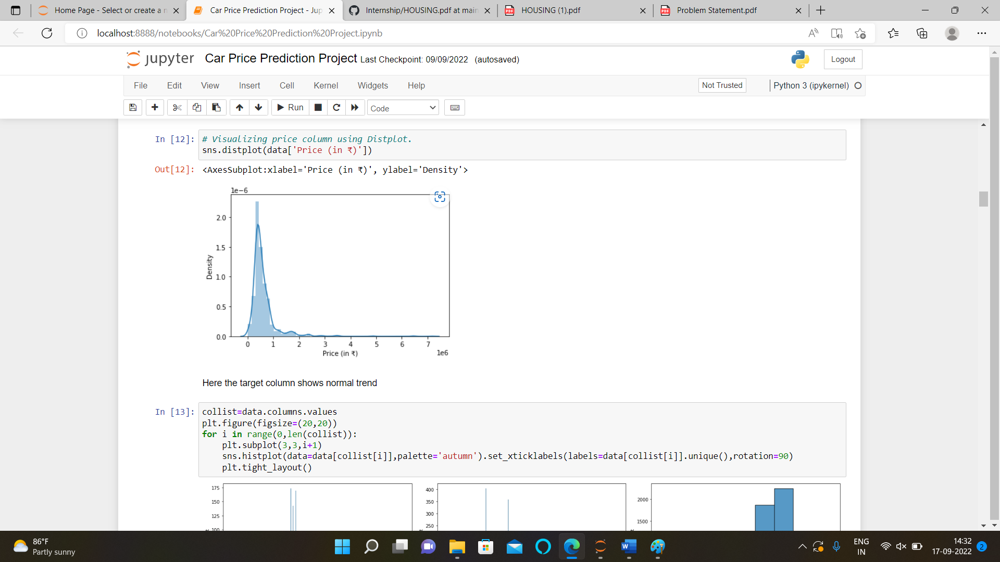 Home Page - Select or create a n
Car Price Prediction Project - Jup
Internship/HOUSING.pdf at main
HOUSING (1).pdf
Problem Statement.pdf
localhost:8888/notebooks/Car%20Price%20Prediction%20Project.ipynb
jupyter Car Price Prediction Project Last Checkpoint: 09/09/2022 (autosaved)
Logout
File Edit View Insert Cell Kernel Widgets Help
Not Trusted
Python 3 (ipykernel)
Run
Code
In [12]: # Visualizing price column using Distplot.
sns.distplot(data['Price (in ₹)'])
Out[12]: <AxesSubplot:xlabel='Price (in ₹)', ylabel='Density'>
1e−6
2.0
1.5
1.0
0.5
0.0
Density
0 1 2 3 4 5 6 7
Price (in ₹)
1e6
Here the target column shows normal trend
In [13]: collist=data.columns.values
plt.figure(figsize=(20,20))
for i in range(0,len(collist)):
plt.subplot(3,3,i+1)
sns.histplot(data=data[collist[i]],palette='autumn').set_xticklabels(labels=data[collist[i]].unique(),rotation=90)
plt.tight_layout()
175
150
125
100
400
350
300
250
2000
1500
86°F
Partly sunny
ENG
IN
14:32
17-09-2022
2